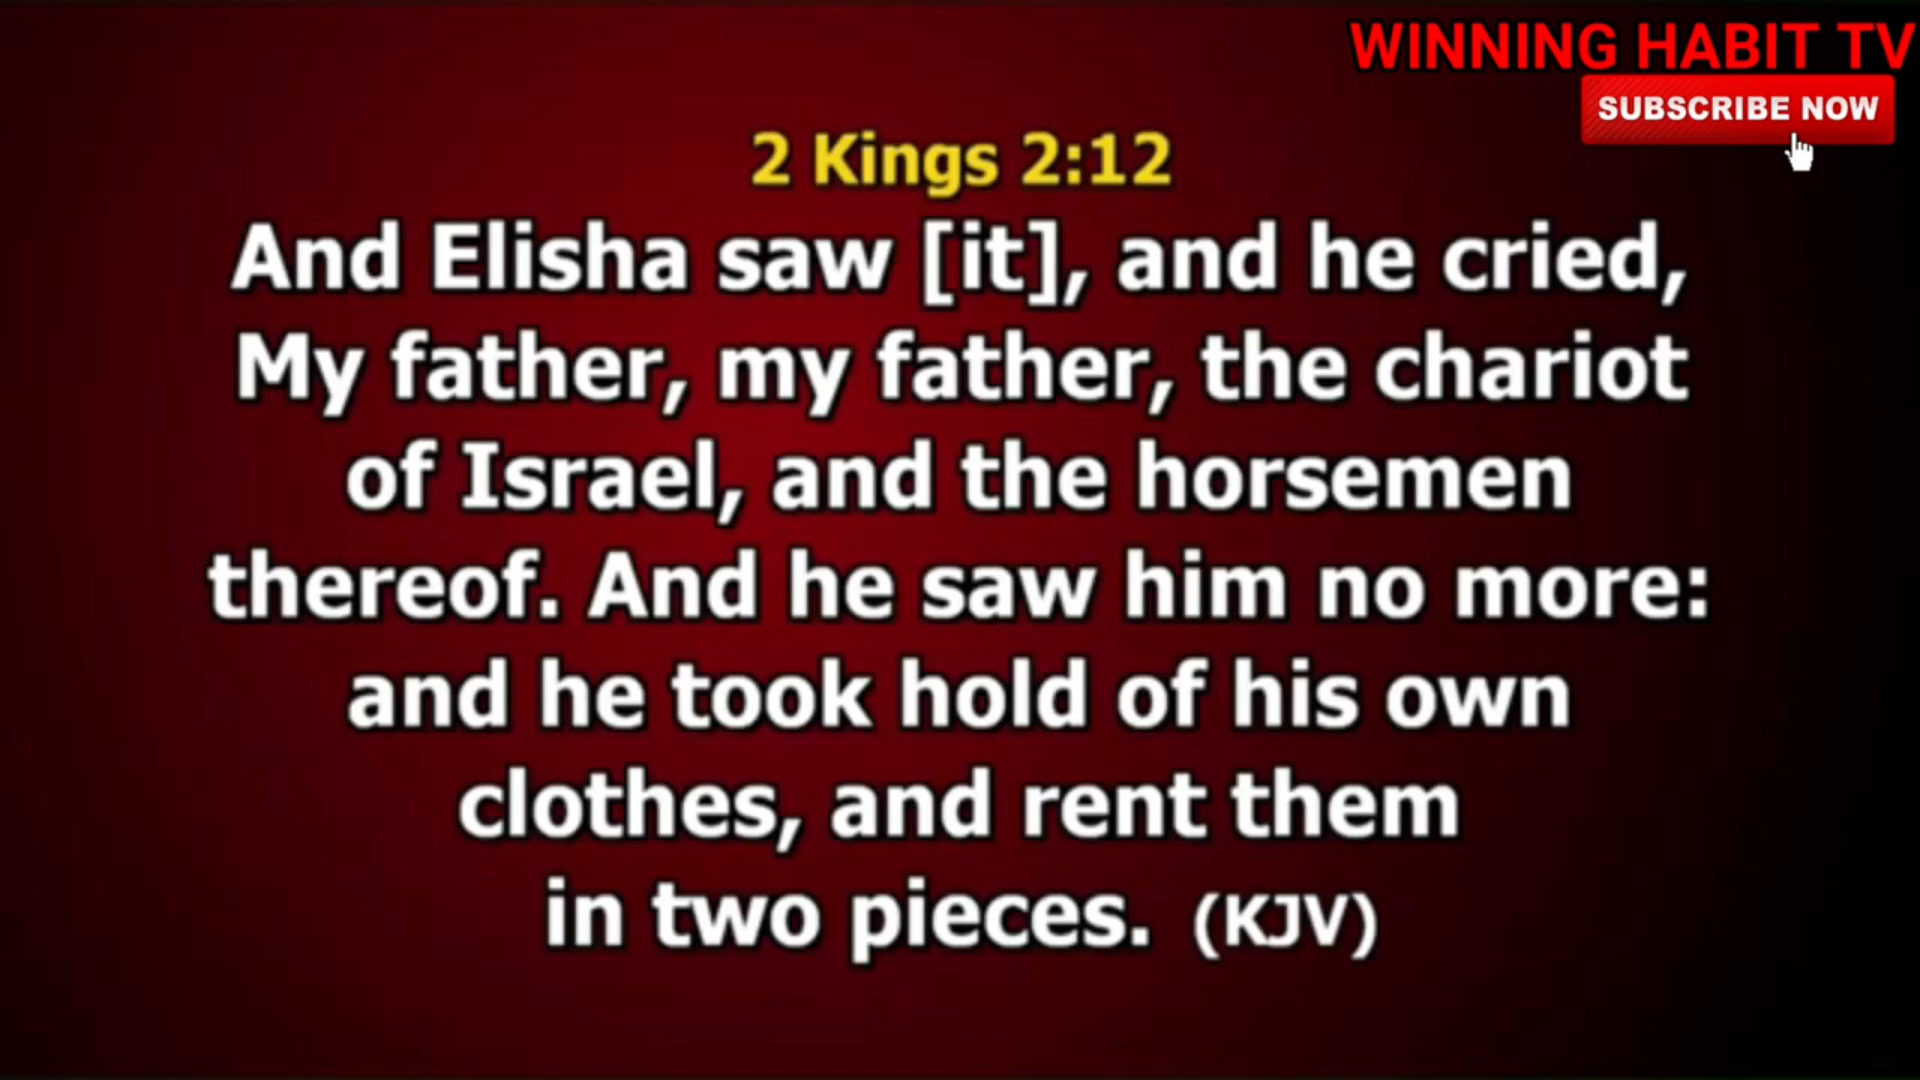 WINNING HABIT TV
SUBSCRIBE NOW
2 Kings 2:12
And Elisha saw [it], and he cried,
My father, my father, the chariot
of Israel, and the horsemen
thereof. And he saw him no more:
and he took hold of his own
clothes, and rent them
in two pieces. (KJV)